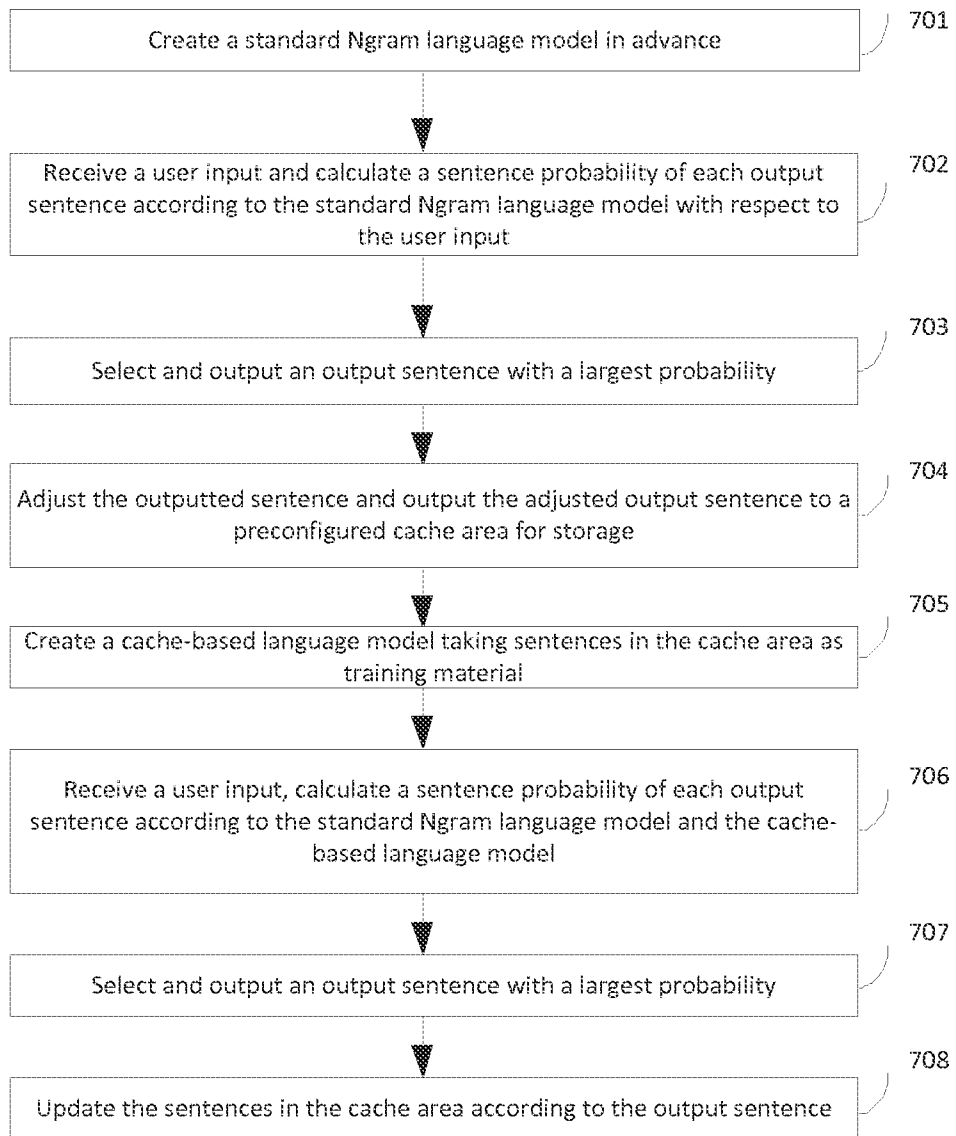 701
Create a standard Ngram language model in advance
702
Receive a user input and calculate a sentence probability of each output
sentence according to the standard Ngram language model with respect to
the user input
703
Select and output an output sentence with a largest probability
704
Adjust the outputted sentence and output the adjusted output sentence to a
preconfigured cache area for storage
705
Create a cache-based language model taking sentences in the cache area as
training material
706
Receive a user input, calculate a sentence probability of each output
sentence according to the standard Ngram language model and the cache-
based language model
707
Select and output an output sentence with a largest probability
708
Update the sentences in the cache area according to the output sentence